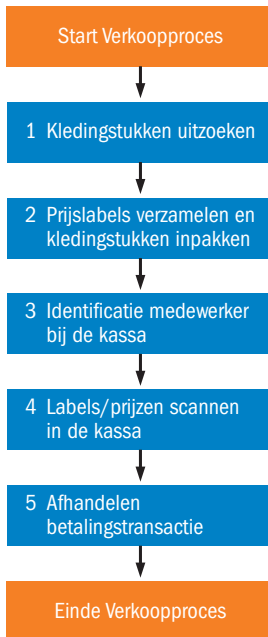 Start Verkoopproces
1 Kledingstukken uitzoeken
2 Prijslabels verzamelen en
kledingstukken inpakken
3 Identificatie medewerker
bij de kassa
4 Labels/prijzen scannen
in de kassa
5 Afhandelen
betalingstransactie
Einde Verkoopproces